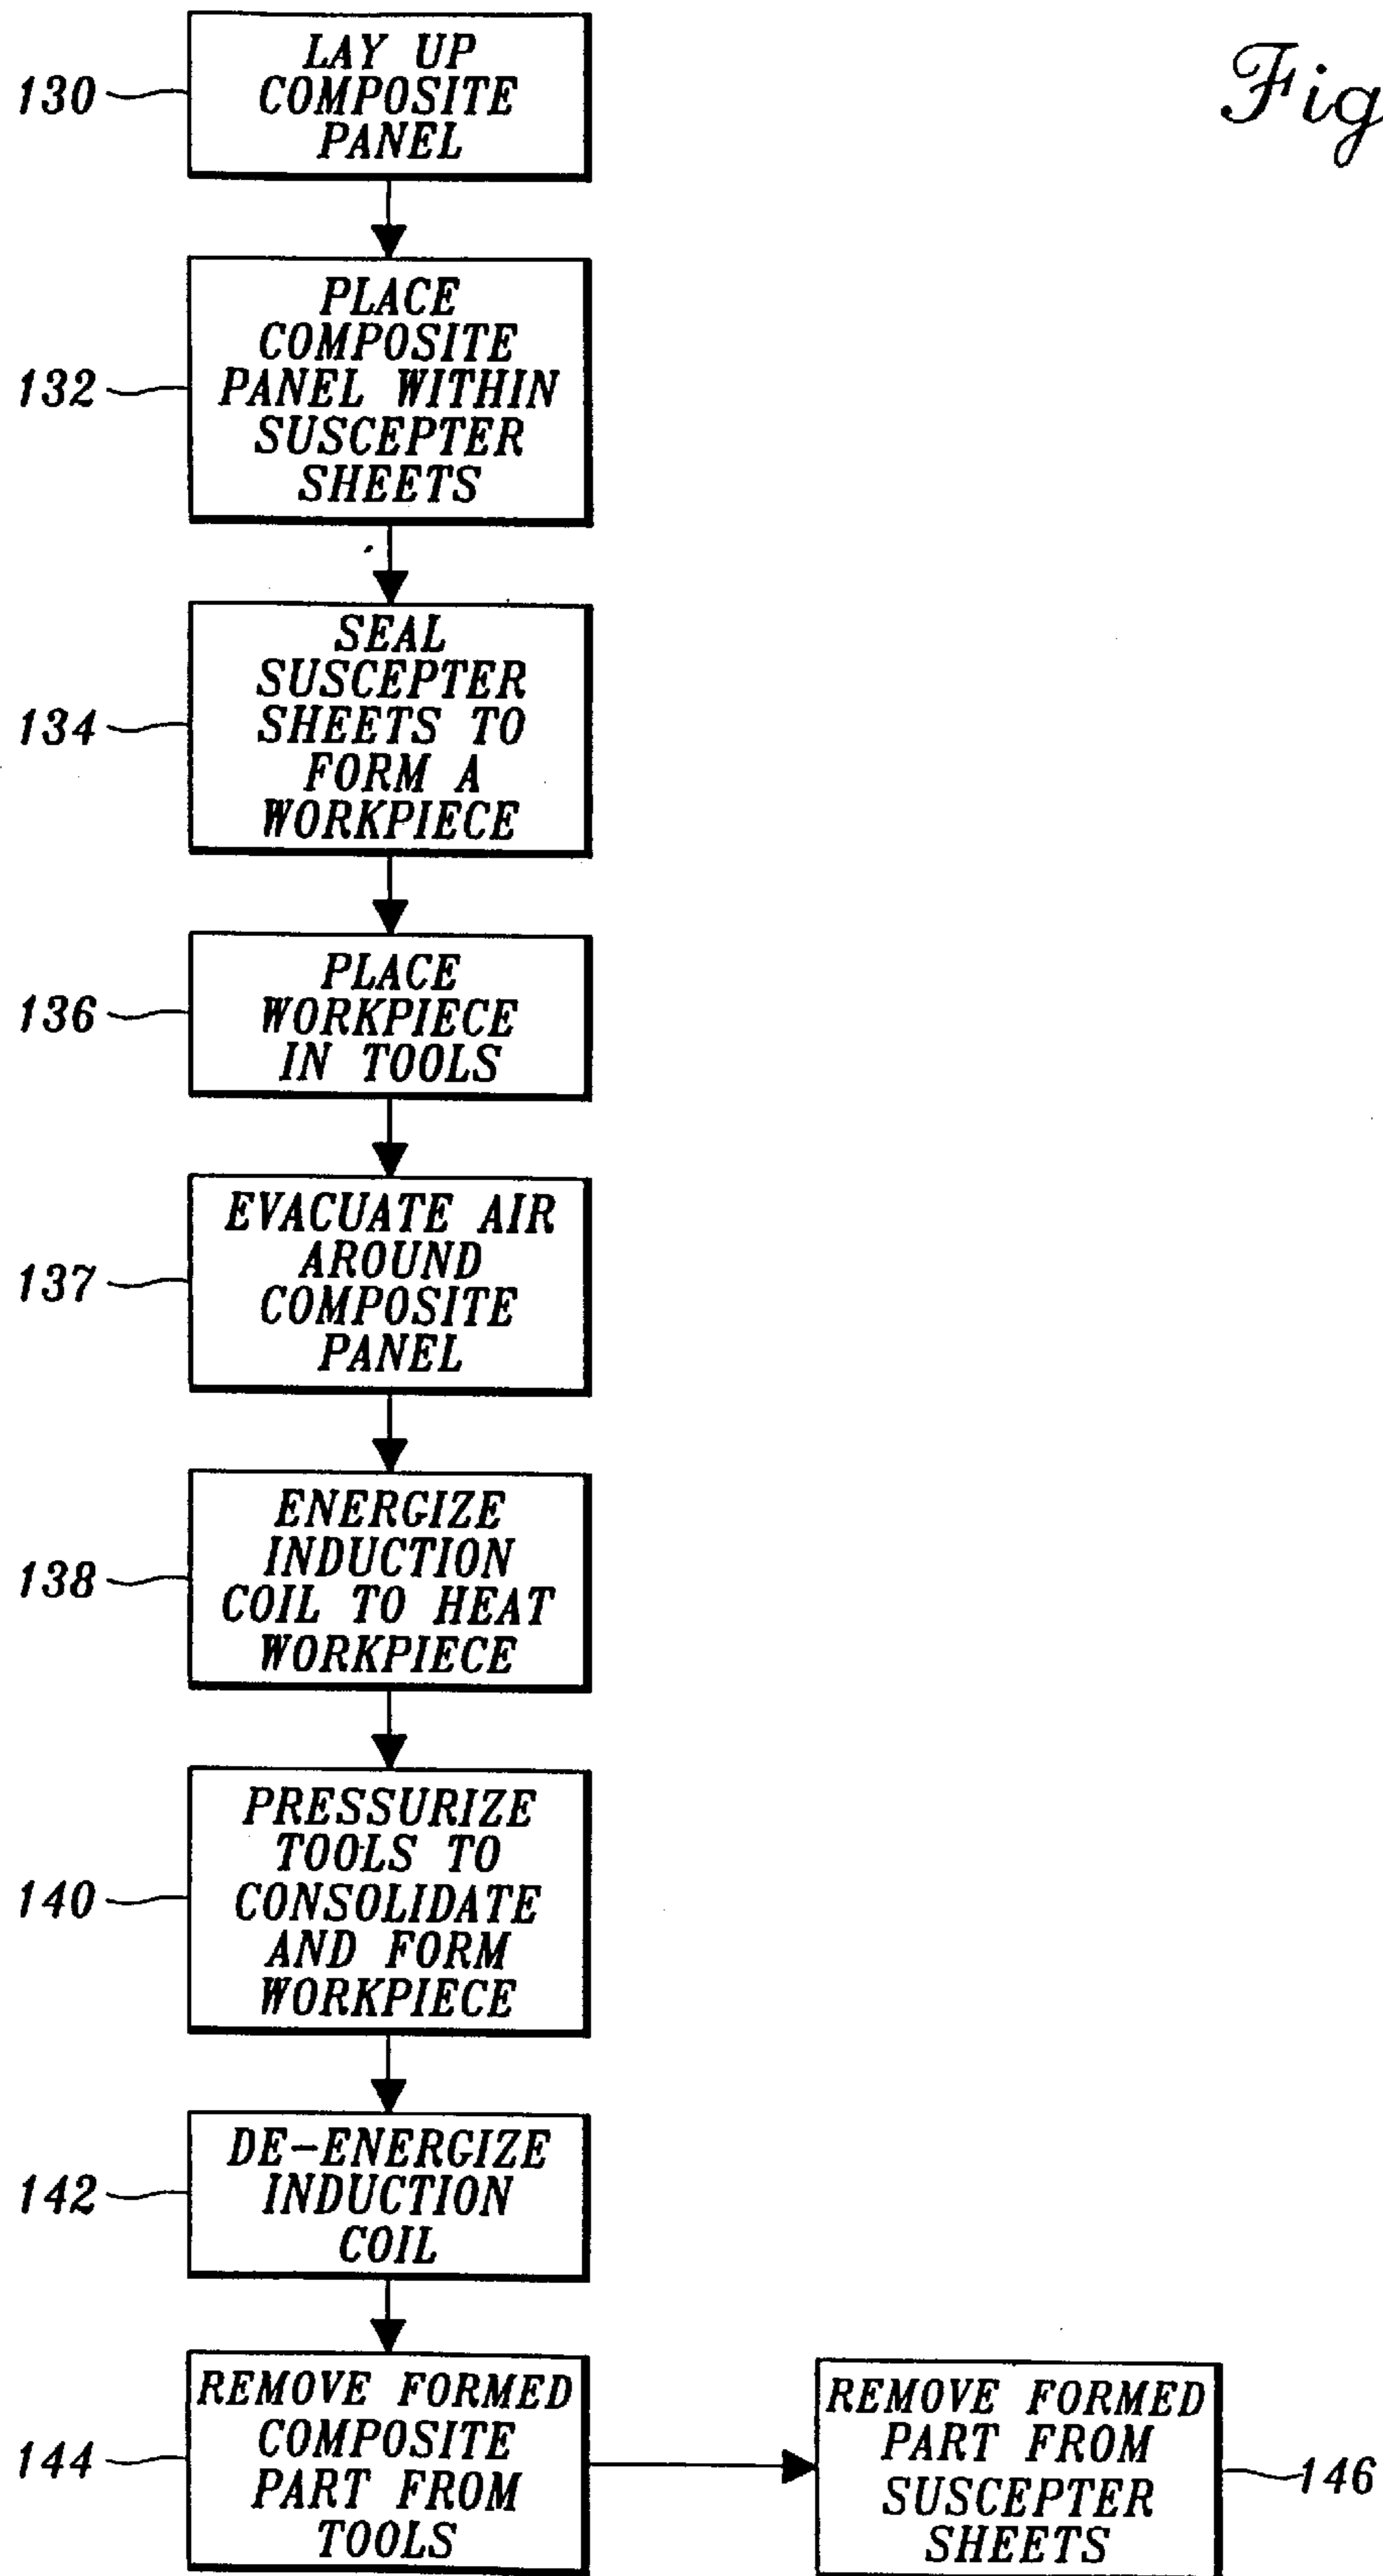 Fig
130
LAY UP
COMPOSITE
PANEL
132
PLACE
COMPOSITE
PANEL WITHIN
SUSCEPTER
SHEETS
134
SEAL
SUSCEPTER
SHEETS TO
FORM A
WORKPIECE
136
PLACE
WORKPIECE
IN TOOLS
137
EVACUATE AIR
AROUND
COMPOSITE
PANEL
138
ENERGIZE
INDUCTION
COIL TO HEAT
WORKPIECE
140
PRESSURIZE
TOOLS TO
CONSOLIDATE
AND FORM
WORKPIECE
142
DE-ENERGIZE
INDUCTION
COIL
144
REMOVE FORMED
COMPOSITE
PART FROM
TOOLS
REMOVE FORMED
PART FROM
SUSCEPTER
SHEETS
146